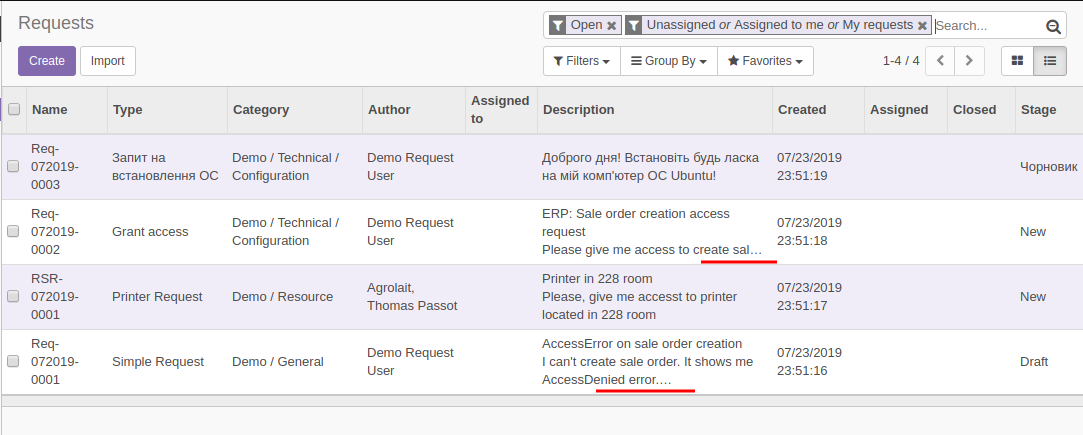 Requests
Open
Unassigned or Assigned to me or My requests
Search...
Create
Import
Filters
Group By
Favorites
1-4 / 4
Name
Type
Category
Author
Assigned
to
Description
Created
Assigned
Closed
Stage
Req-
072019-
0003
Запит на
встановлення ОС
Demo / Technical /
Configuration
Demo Request
User
Доброго дня! Встановіть будь ласка
на мій комп'ютер ОС Ubuntu!
07/23/2019
23:51:19
Чорновик
Req-
072019-
0002
Grant access
Demo / Technical /
Configuration
Demo Request
User
ERP: Sale order creation access
request
Please give me access to create sal…
07/23/2019
23:51:18
New
RSR-
072019-
0001
Printer Request
Demo / Resource
Agrolait,
Thomas Passot
Printer in 228 room
Please, give me accesst to printer
located in 228 room
07/23/2019
23:51:17
New
Req-
072019-
0001
Simple Request
Demo / General
Demo Request
User
AccessError on sale order creation
I can't create sale order. It shows me
AccessDenied error.…
07/23/2019
23:51:16
Draft